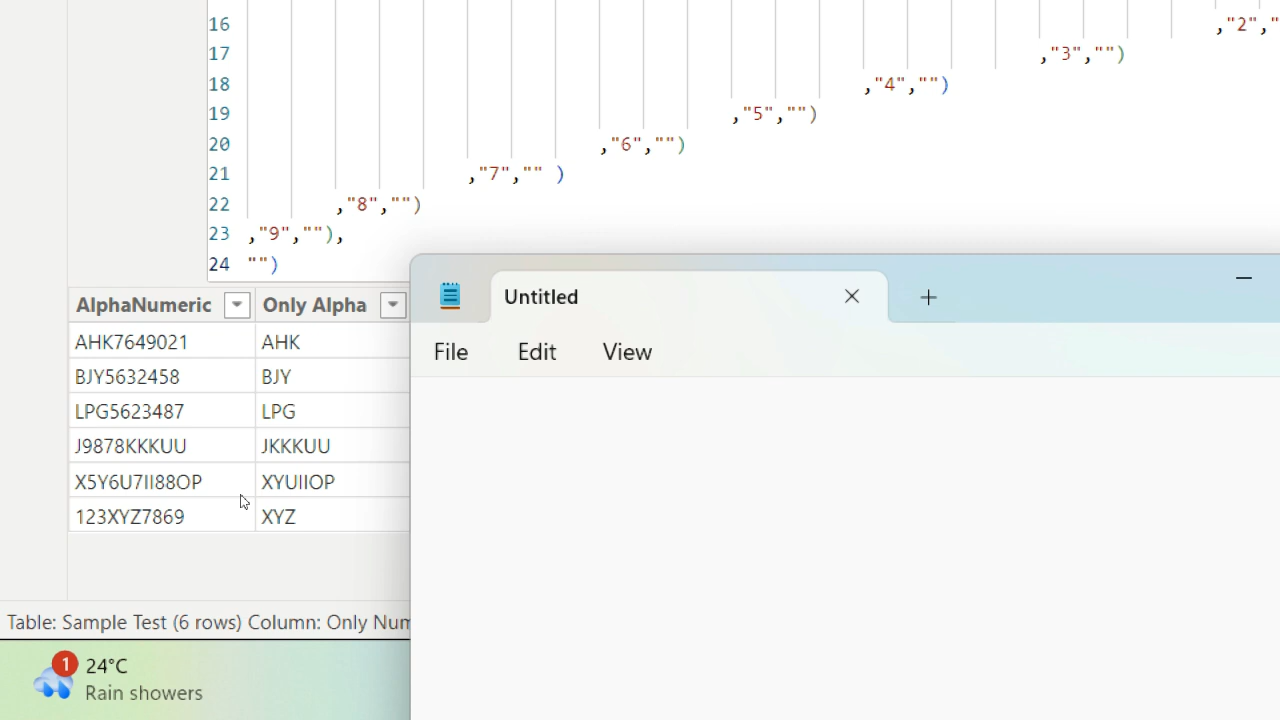 16 ,"2","
17 ,"3","")
18 ,"4","")
19 ,"5","")
20 ,"6","")
21 ,"7","" )
22 ,"8","")
23 ,"9",""),
24 "")
Untitled
File Edit View
AlphaNumeric Only Alpha
AHK7649021 AHK
BJY5632458 BJY
LPG5623487 LPG
J9878KKKUU JKKKUU
X5Y6U7II88OP XYUIIOP
123XYZ7869 XYZ
Table: Sample Test (6 rows) Column: Only Num
1
24°C
Rain showers